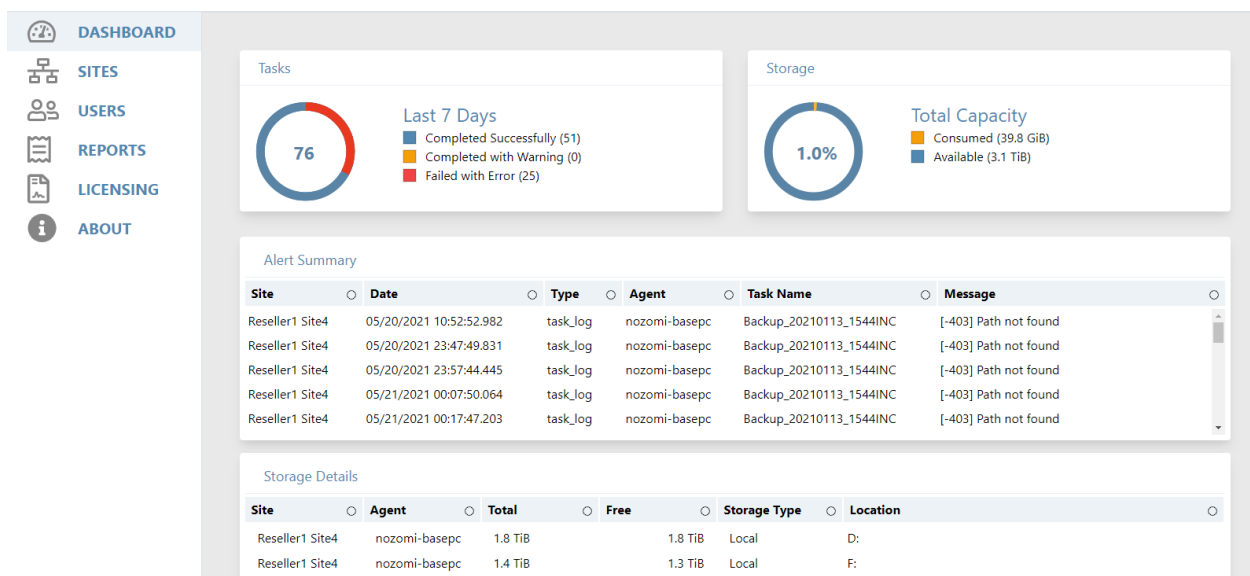 DASHBOARD
SITES
USERS
REPORTS
LICENSING
ABOUT
Tasks
76
Last 7 Days
Completed Successfully (51)
Completed with Warning (0)
Failed with Error (25)
Storage
1.0%
Total Capacity
Consumed (39.8 GiB)
Available (3.1 TiB)
Alert Summary
Site Date Type Agent Task Name Message
Reseller1 Site4 05/20/2021 10:52:52.982 task_log nozomi-basepc Backup_20210113_1544INC [-403] Path not found
Reseller1 Site4 05/20/2021 23:47:49.831 task_log nozomi-basepc Backup_20210113_1544INC [-403] Path not found
Reseller1 Site4 05/20/2021 23:57:44.445 task_log nozomi-basepc Backup_20210113_1544INC [-403] Path not found
Reseller1 Site4 05/21/2021 00:07:50.064 task_log nozomi-basepc Backup_20210113_1544INC [-403] Path not found
Reseller1 Site4 05/21/2021 00:17:47.203 task_log nozomi-basepc Backup_20210113_1544INC [-403] Path not found
Storage Details
Site Agent Total Free Storage Type Location
Reseller1 Site4 nozomi-basepc 1.8 TiB 1.8 TiB Local D:
Reseller1 Site4 nozomi-basepc 1.4 TiB 1.3 TiB Local F: